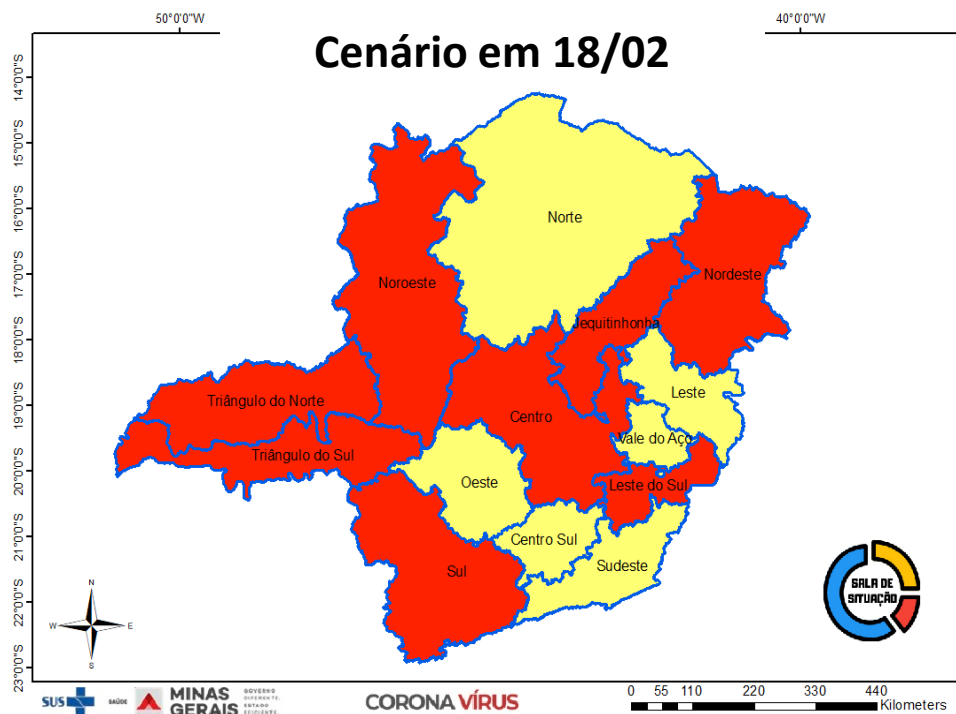 50°0'0"W
40°0'0"W
Cenário em 18/02
14°0'0"S
15°0'0"S
16°0'0"S
17°0'0"S
18°0'0"S
19°0'0"S
20°0'0"S
21°0'0"S
22°0'0"S
23°0'0"S
Norte
Noroeste
Nordeste
Jequitinhonha
Triângulo do Norte
Leste
Centro
Vale do Aço
Triângulo do Sul
Oeste
Leste do Sul
Centro Sul
Sudeste
Sul
SALA DE
SITUAÇÃO
N
W E
S
SUS
SAÚDE
MINAS
GERAIS
GOVERNO
DIFERENTE.
ESTADO
EFICIENTE.
CORONA VÍRUS
0 55 110 220 330 440
Kilometers